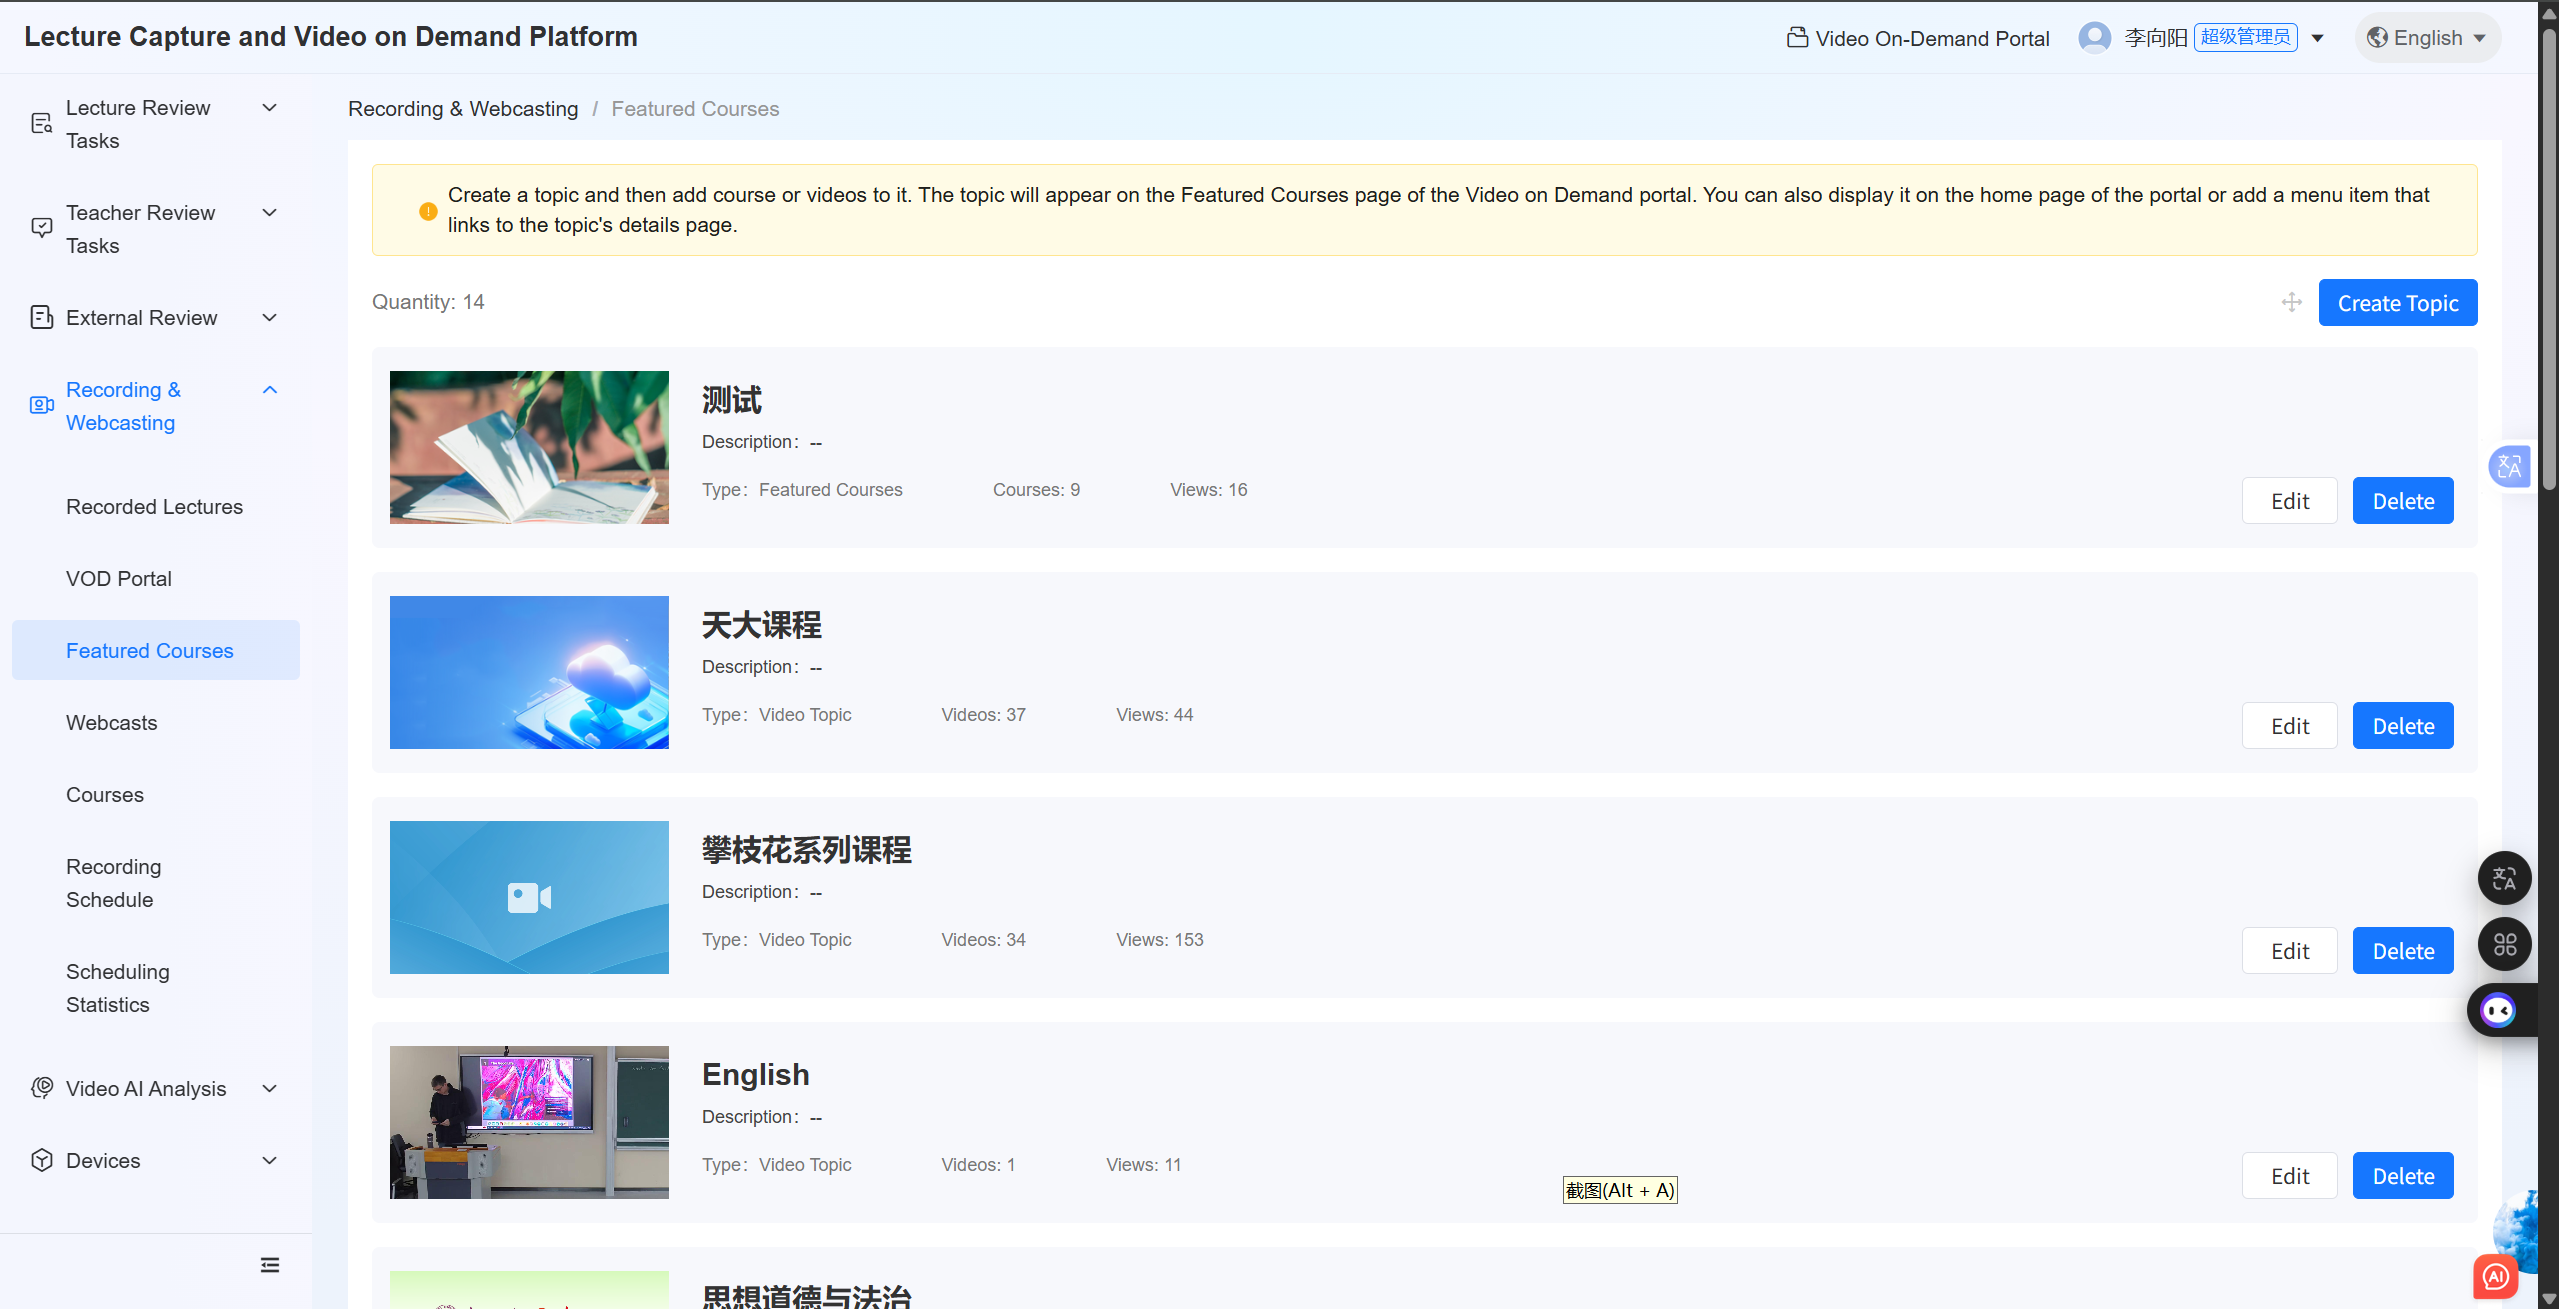 Lecture Capture and Video on Demand Platform
Video On-Demand Portal
李向阳 超级管理员
English
Lecture Review
Tasks
Teacher Review
Tasks
External Review
Recording &
Webcasting
Recorded Lectures
VOD Portal
Featured Courses
Webcasts
Courses
Recording
Schedule
Scheduling
Statistics
Video AI Analysis
Devices
Recording & Webcasting / Featured Courses
Create a topic and then add course or videos to it. The topic will appear on the Featured Courses page of the Video on Demand portal. You can also display it on the home page of the portal or add a menu item that
links to the topic's details page.
Quantity: 14
Create Topic
测试
Description： --
Type： Featured Courses Courses: 9 Views: 16
Edit Delete
天大课程
Description： --
Type： Video Topic Videos: 37 Views: 44
Edit Delete
攀枝花系列课程
Description： --
Type： Video Topic Videos: 34 Views: 153
Edit Delete
English
Description： --
Type： Video Topic Videos: 1 Views: 11
Edit Delete
截图(Alt + A)
思想道德与法治
AI